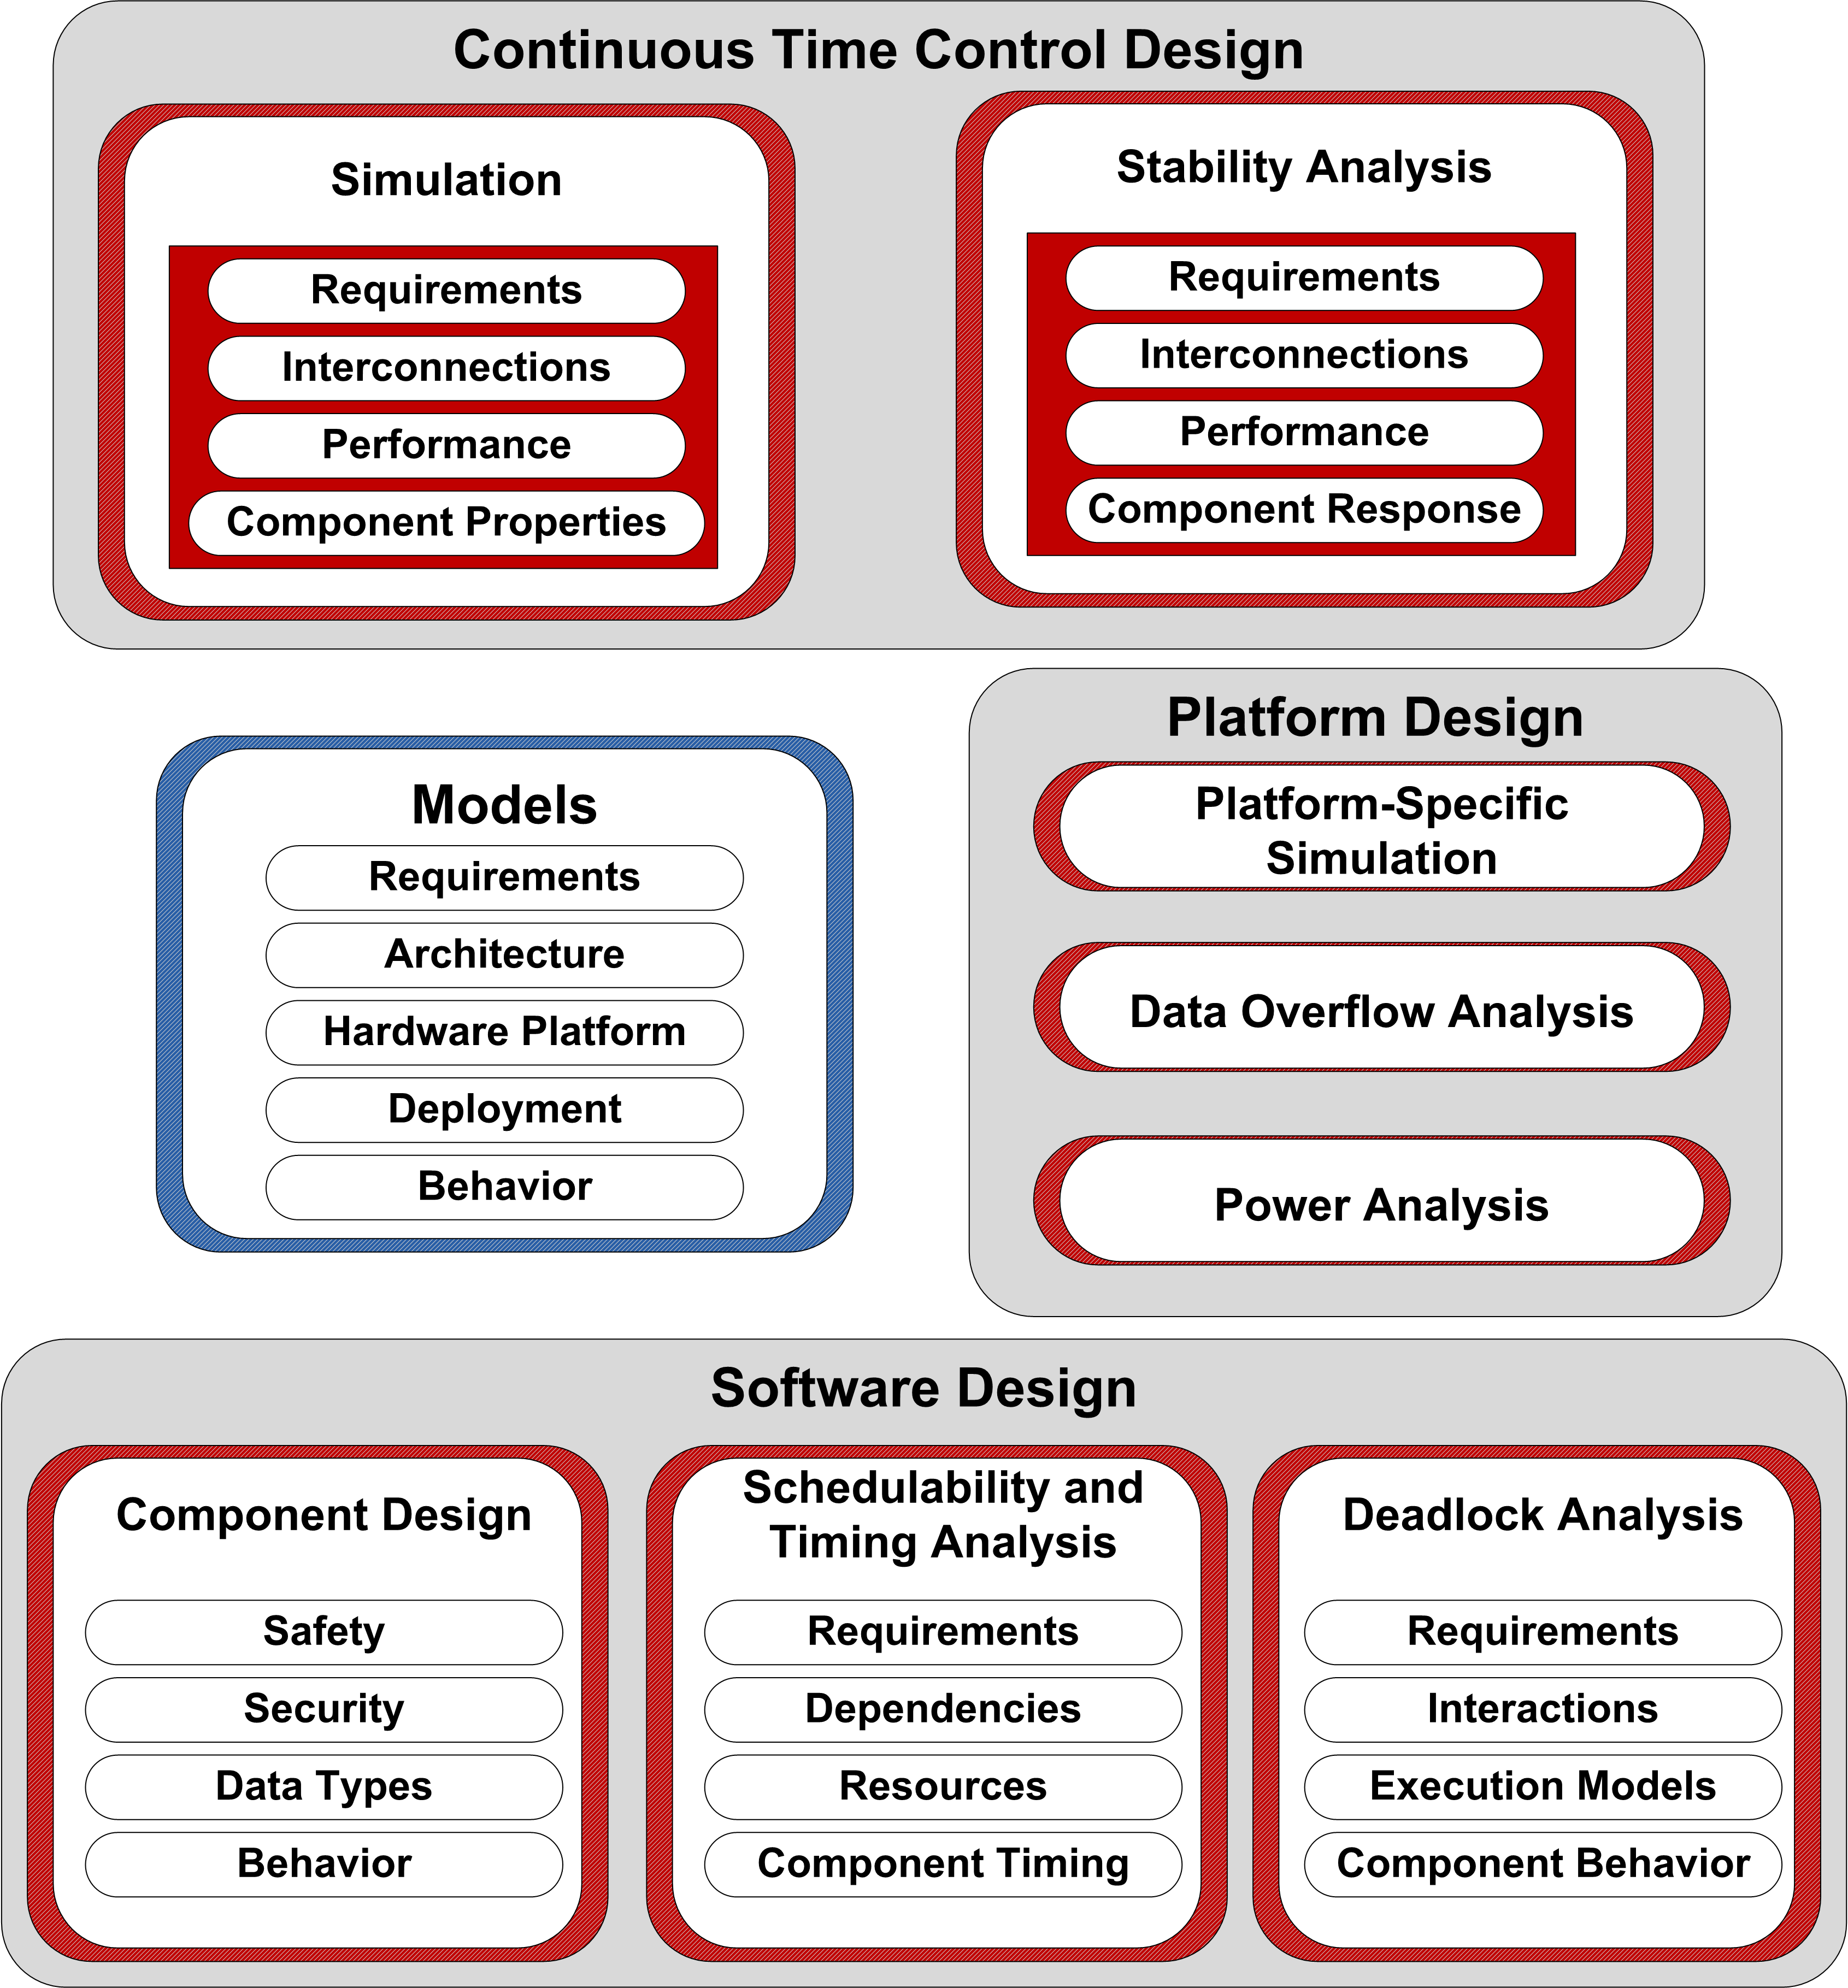 Continuous Time Control Design
Simulation
Requirements
Interconnections
Performance
Component Properties
Stability Analysis
Requirements
Interconnections
Performance
Component Response
Models
Requirements
Architecture
Hardware Platform
Deployment
Behavior
Platform Design
Platform-Specific
Simulation
Data Overflow Analysis
Power Analysis
Software Design
Component Design
Safety
Security
Data Types
Behavior
Schedulability and
Timing Analysis
Requirements
Dependencies
Resources
Component Timing
Deadlock Analysis
Requirements
Interactions
Execution Models
Component Behavior